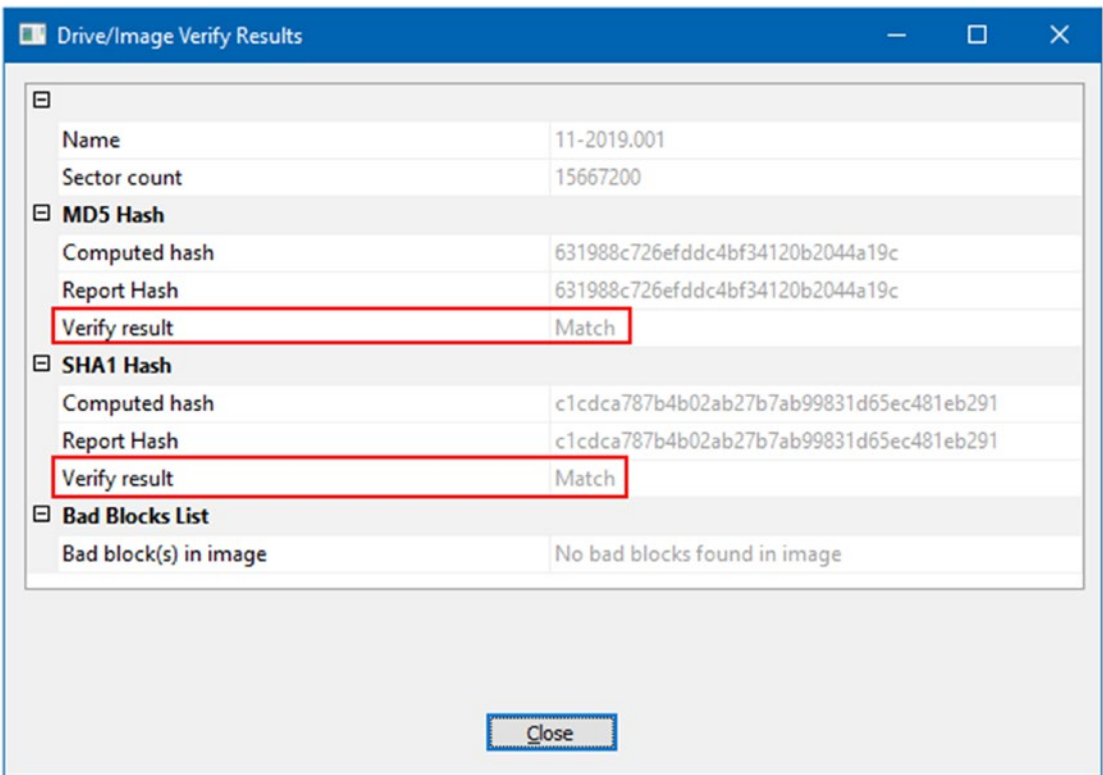 Drive/Image Verify Results
Name 11-2019.001
Sector count 15667200
MD5 Hash
Computed hash 631988c726efddc4bf34120b2044a19c
Report Hash 631988c726efddc4bf34120b2044a19c
Verify result Match
SHA1 Hash
Computed hash c1cdca787b4b02ab27b7ab99831d65ec481eb291
Report Hash c1cdca787b4b02ab27b7ab99831d65ec481eb291
Verify result Match
Bad Blocks List
Bad block(s) in image No bad blocks found in image
Close